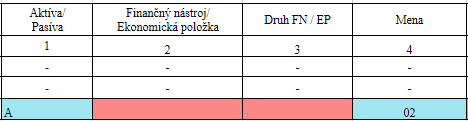 Aktíva/ Finančný nástroj/ Druh FN / EP Mena
Pasíva Ekonomická položka
1 2 3 4
- - - -
- - - -
A 02